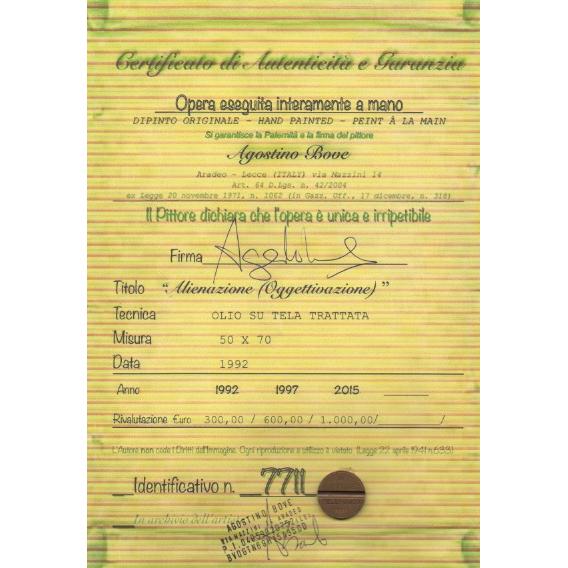 Certificato di Autenticità e Garanzia
Opera eseguita interamente a mano
DIPINTO ORIGINALE - HAND PAINTED - PEINT À LA MAIN
Si garantisce la Paternità e la firma del pittore
Agostino Bove
Aradeo - Lecce (ITALY) via Mazzini 14
Art. 64 D.Lgs. n. 42/2004
ex Legge 20 novembre 1971, n. 1062 (in Gazz. Uff., 17 dicembre, n. 318)
Il Pittore dichiara che l'opera è unica e irripetibile
Firma
Titolo “Alienazione (Oggettivazione)”
Tecnica OLIO SU TELA TRATTATA
Misura 50 X 70
Data 1992
Anno 1992 1997 2015
Rivalutazione €uro 300,00 / 600,00 / 1.000,00/ /
L'Autore non cede i Diritti dell'Immagine. Ogni riproduzione e utilizzo è vietato (Legge 22 aprile 1941 n.633)
Identificativo n. 7711
In archivio dell'arti
AGOSTINO BOVE
VIA MAZZINI ARADEO